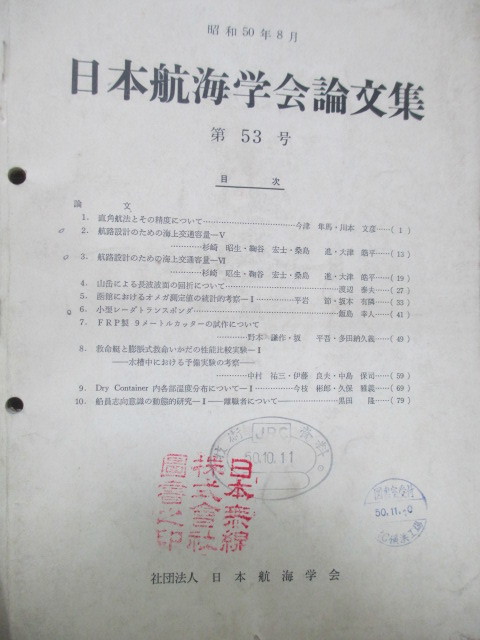 昭和50年8月
日本航海学会論文集
第 53 号
目 次
論 文
1. 直角航法とその精度について……今津 隼馬・川本 文彦…( 1 )
2. 航路設計のための海上交通容量—V
……杉崎 昭生・鞠谷 宏士・桑島 進・大津 皓平…( 13 )
3. 航路設計のための海上交通容量—VI
……杉崎 昭生・鞠谷 宏士・桑島 進・大津 皓平…( 19 )
4. 山岳による長波波面の回折について……渡辺 泰夫…( 27 )
5. 函館におけるオメガ測定値の統計的考察—I……平岩 節・坂本 有隣…( 33 )
6. 小型レーダトランスポンダ……飯島 幸人…( 41 )
7. FRP製 9メートルカッターの試作について
……野本 謙作・坂 平吾・多田納久義…( 49 )
8. 救命艇と膨脹式救命いかだの性能比較実験—I
——水槽中における予備実験の考察——
……中村 祐三・伊藤 良夫・中島 保司…( 59 )
9. Dry Container 内各部温度分布について—I……今枝 彬郎・久保 雅義…( 69 )
10. 船員志向意識の動態的研究—I—離職者について……黒田 隆…( 79 )
JRC
50.10.11
日本無線
株式会社
図書之印
50.11.
社団法人 日本航海学会